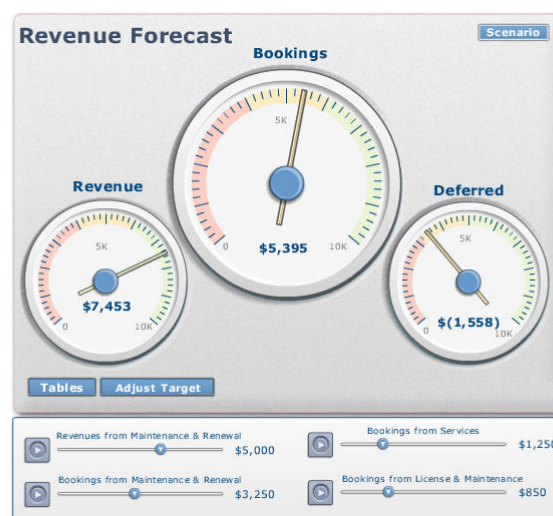 Revenue Forecast
Scenario
Bookings
5K
0
10K
$5,395
Revenue
5K
0
10K
$7,453
Deferred
5K
0
10K
$(1,558)
Tables
Adjust Target
Revenues from Maintenance & Renewal
$5,000
Bookings from Services
$1,250
Bookings from Maintenance & Renewal
$3,250
Bookings from License & Maintenance
$850